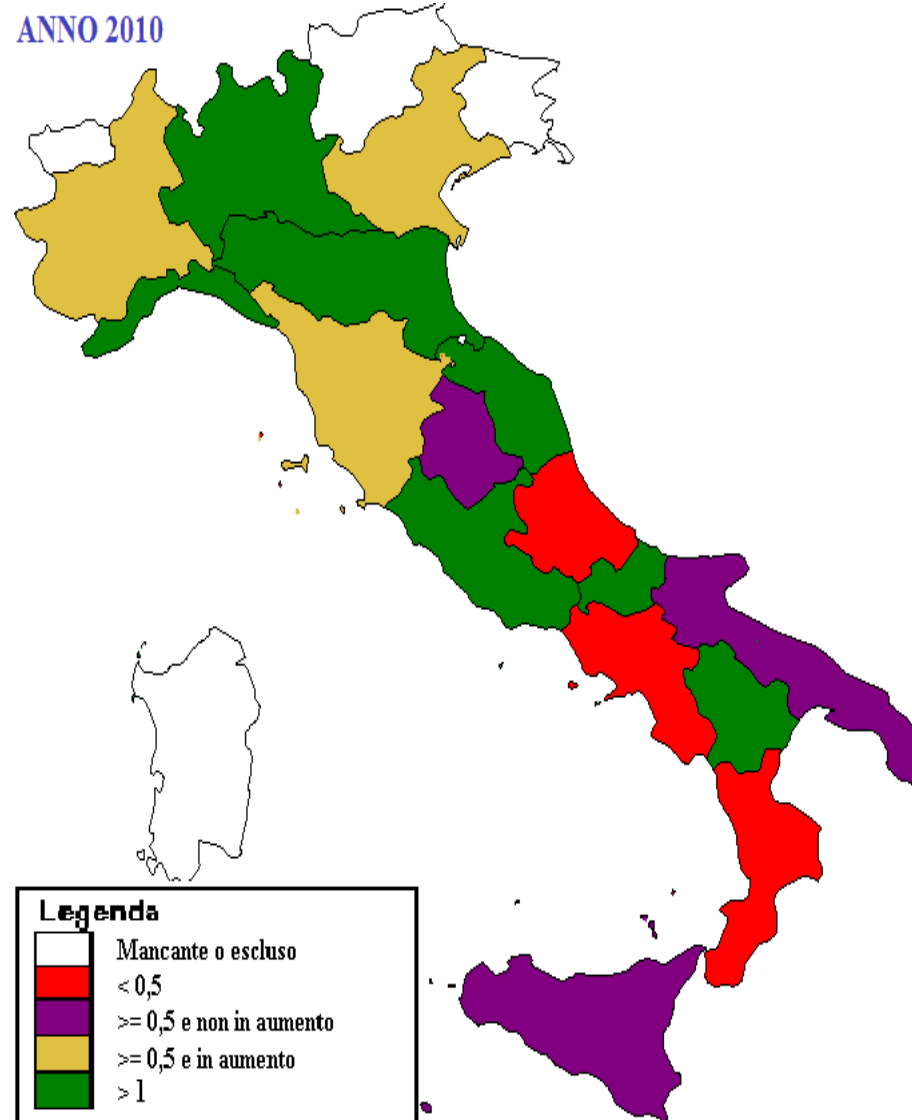 ANNO 2010
Legenda
Mancante o escluso
< 0,5
>= 0,5 e non in aumento
>= 0,5 e in aumento
> 1